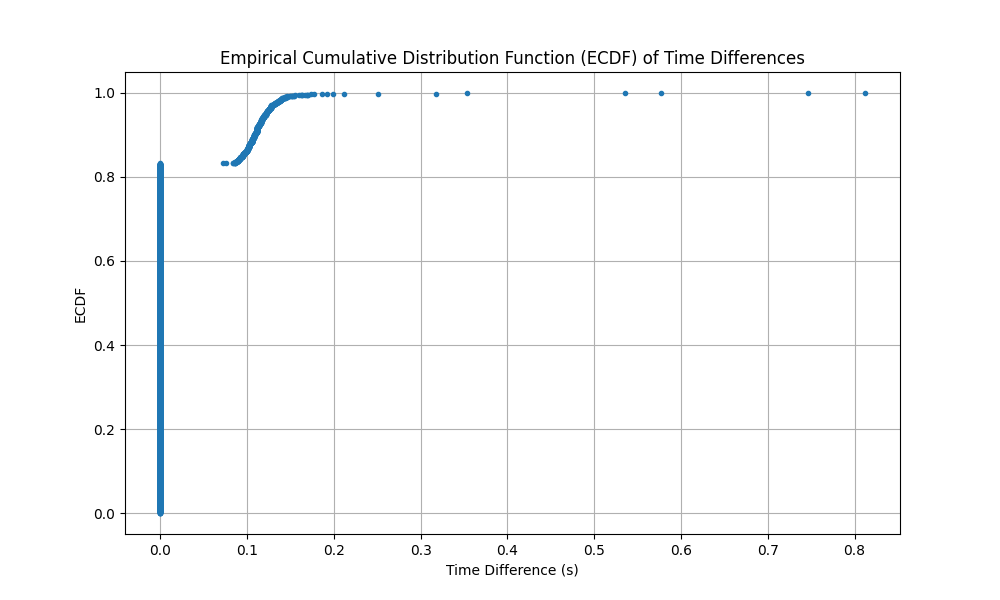 Empirical Cumulative Distribution Function (ECDF) of Time Differences
1.0
0.8
0.6
0.4
0.2
0.0
ECDF
0.0 0.1 0.2 0.3 0.4 0.5 0.6 0.7 0.8
Time Difference (s)